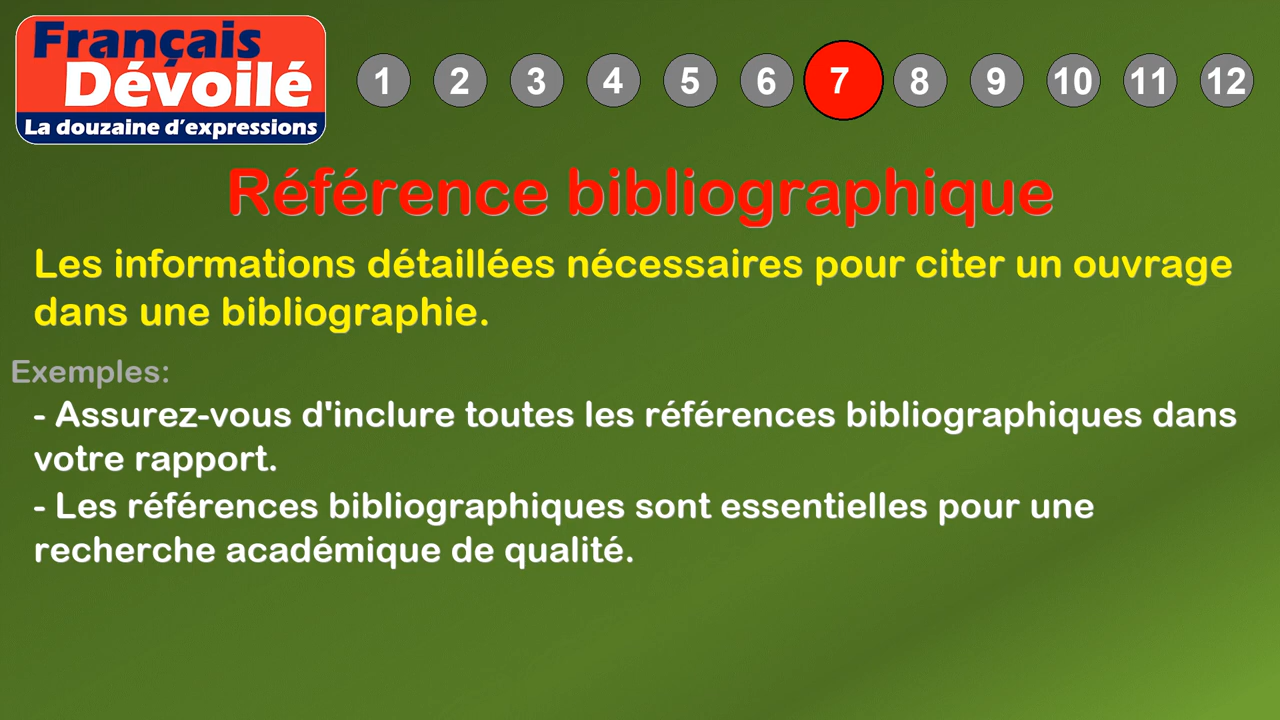 Français
Dévoilé
La douzaine d'expressions
1 2 3 4 5 6 7 8 9 10 11 12
Référence bibliographique
Les informations détaillées nécessaires pour citer un ouvrage
dans une bibliographie.
Exemples:
- Assurez-vous d'inclure toutes les références bibliographiques dans
votre rapport.
- Les références bibliographiques sont essentielles pour une
recherche académique de qualité.